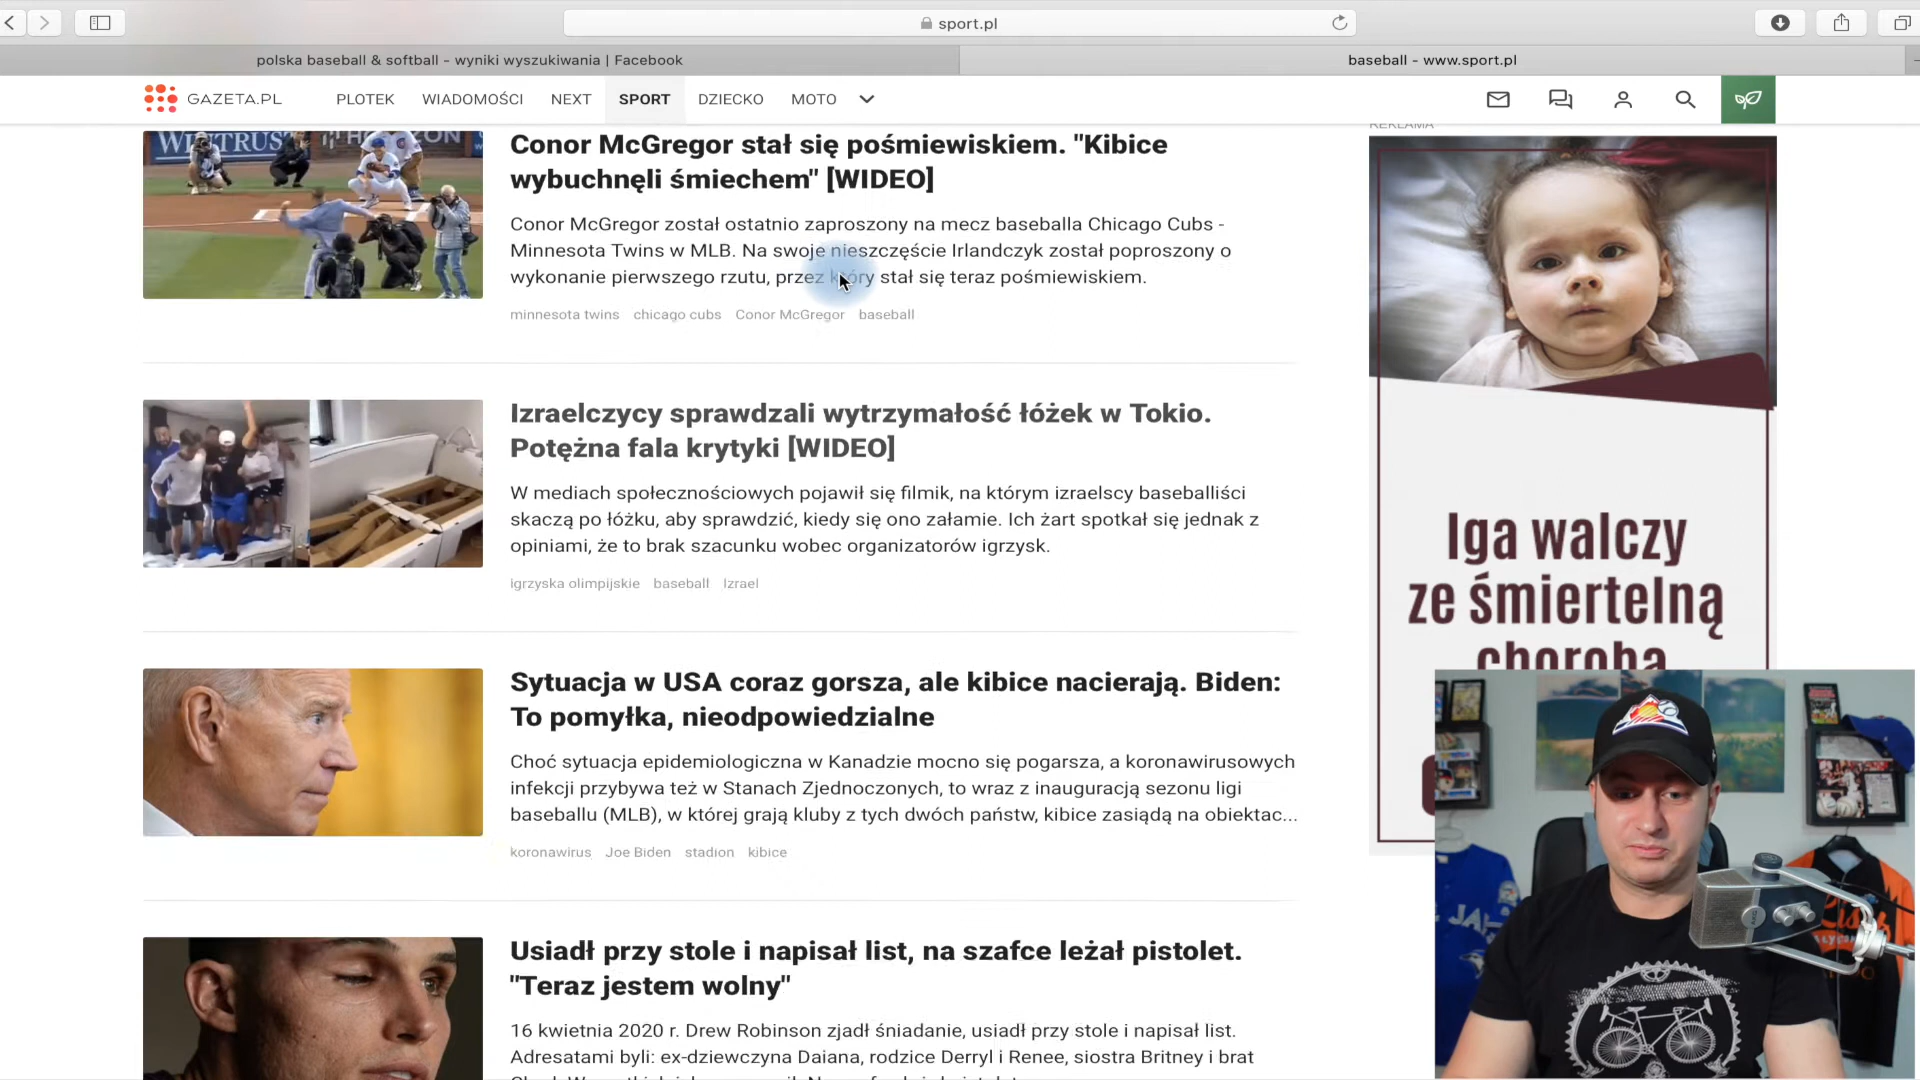 sport.pl
polska baseball & softball – wyniki wyszukiwania | Facebook
baseball - www.sport.pl
GAZETA.PL
PLOTEK WIADOMOŚCI NEXT SPORT DZIECKO MOTO
REKLAMA
Conor McGregor stał się pośmiewiskiem. "Kibice
wybuchnęli śmiechem" [WIDEO]
Conor McGregor został ostatnio zaproszony na mecz baseballa Chicago Cubs -
Minnesota Twins w MLB. Na swoje nieszczęście Irlandczyk został poproszony o
wykonanie pierwszego rzutu, przez który stał się teraz pośmiewiskiem.
minnesota twins chicago cubs Conor McGregor baseball
Izraelczycy sprawdzali wytrzymałość łóżek w Tokio.
Potężna fala krytyki [WIDEO]
W mediach społecznościowych pojawił się filmik, na którym izraelscy baseballiści
skaczą po łóżku, aby sprawdzić, kiedy się ono załamie. Ich żart spotkał się jednak z
opiniami, że to brak szacunku wobec organizatorów igrzysk.
igrzyska olimpijskie baseball Izrael
Sytuacja w USA coraz gorsza, ale kibice nacierają. Biden:
To pomyłka, nieodpowiedzialne
Choć sytuacja epidemiologiczna w Kanadzie mocno się pogarsza, a koronawirusowych
infekcji przybywa też w Stanach Zjednoczonych, to wraz z inauguracją sezonu ligi
baseballu (MLB), w której grają kluby z tych dwóch państw, kibice zasiądą na obiektac...
koronawirus Joe Biden stadion kibice
Usiadł przy stole i napisał list, na szafce leżał pistolet.
"Teraz jestem wolny"
16 kwietnia 2020 r. Drew Robinson zjadł śniadanie, usiadł przy stole i napisał list.
Adresatami byli: ex-dziewczyna Daiana, rodzice Derryl i Renee, siostra Britney i brat
Iga walczy
ze śmiertelną
chorobą
WINTRUST